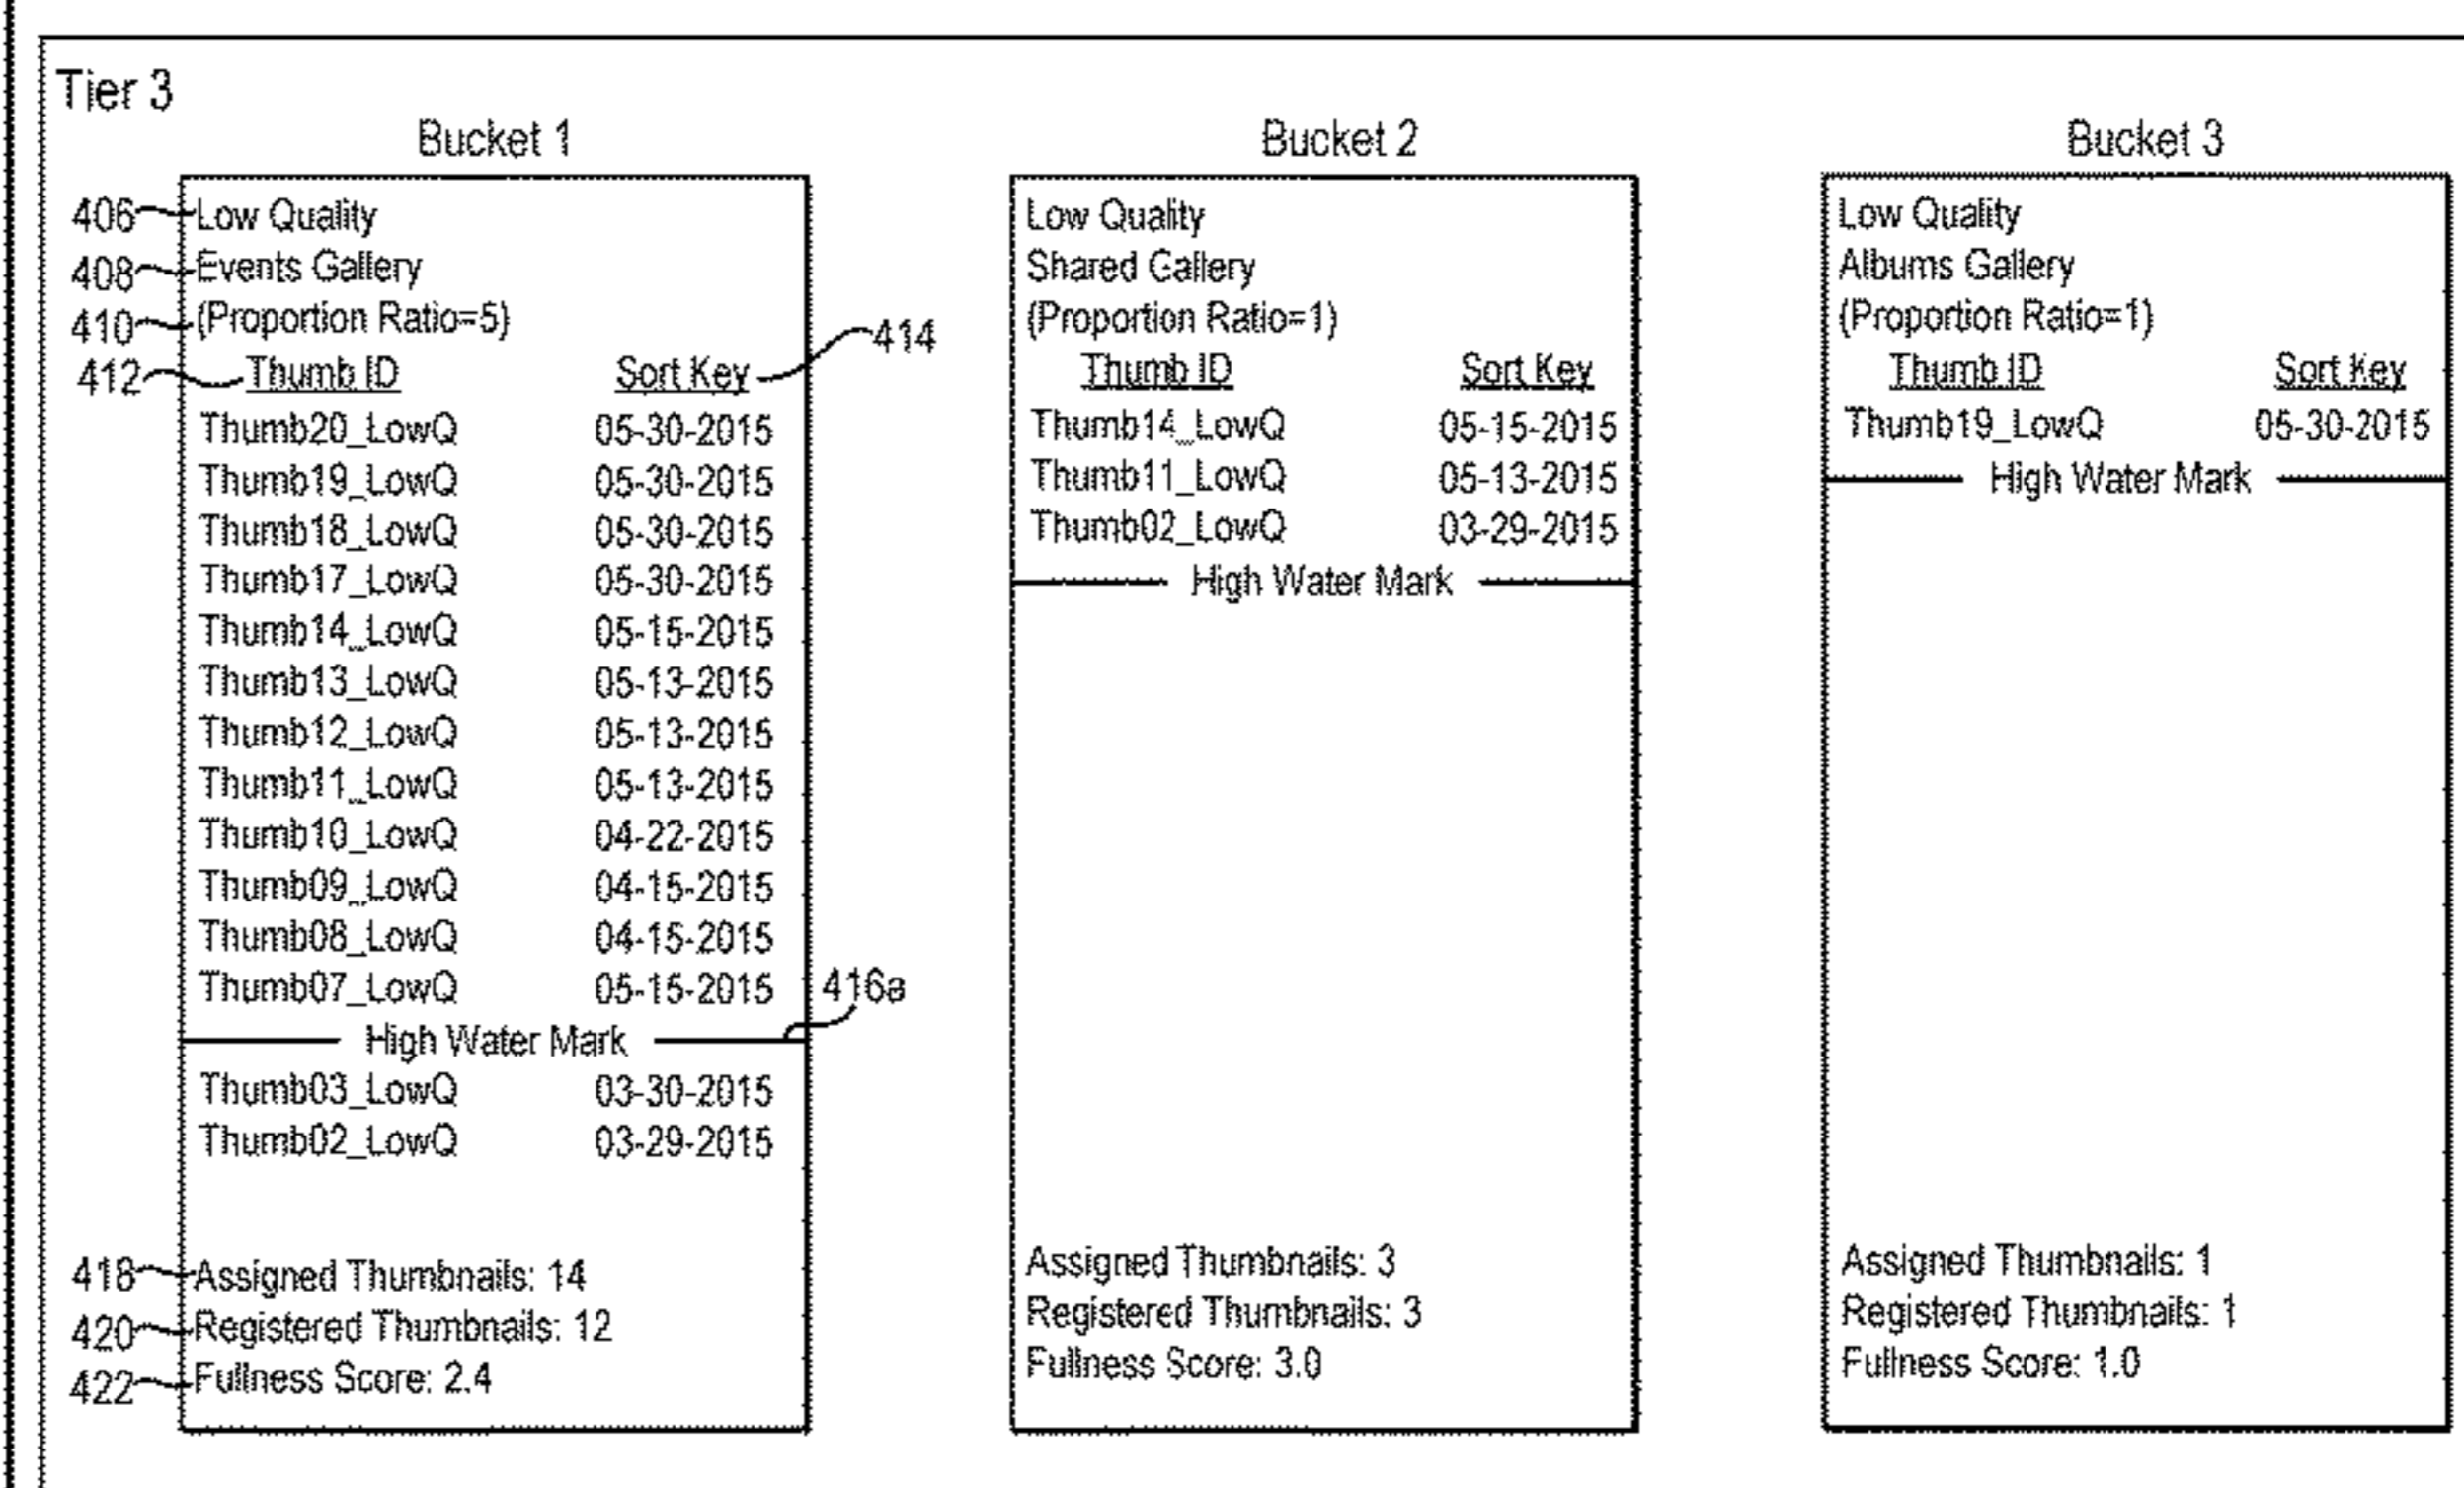 Tier 3
Bucket 1
406 Low Quality
408 Events Gallery
410 (Proportion Ratio=5)
414
412 Thumb ID Sort Key
Thumb20_LowQ 05-30-2015
Thumb19_LowQ 05-30-2015
Thumb18_LowQ 05-30-2015
Thumb17_LowQ 05-30-2015
Thumb14_LowQ 05-15-2015
Thumb13_LowQ 05-13-2015
Thumb12_LowQ 05-13-2015
Thumb11_LowQ 05-13-2015
Thumb10_LowQ 04-22-2015
Thumb09_LowQ 04-15-2015
Thumb08_LowQ 04-15-2015
Thumb07_LowQ 05-15-2015
416a
High Water Mark
Thumb03_LowQ 03-30-2015
Thumb02_LowQ 03-29-2015
418 Assigned Thumbnails: 14
420 Registered Thumbnails: 12
422 Fullness Score: 2.4
Bucket 2
Low Quality
Shared Gallery
(Proportion Ratio=1)
Thumb ID Sort Key
Thumb14_LowQ 05-15-2015
Thumb11_LowQ 05-13-2015
Thumb02_LowQ 03-29-2015
High Water Mark
Assigned Thumbnails: 3
Registered Thumbnails: 3
Fullness Score: 3.0
Bucket 3
Low Quality
Albums Gallery
(Proportion Ratio=1)
Thumb ID Sort Key
Thumb19_LowQ 05-30-2015
High Water Mark
Assigned Thumbnails: 1
Registered Thumbnails: 1
Fullness Score: 1.0